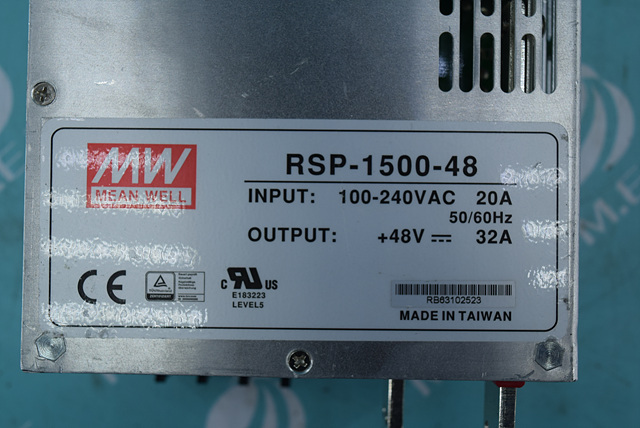 MW
MEAN WELL
RSP-1500-48
INPUT: 100-240VAC 20A
50/60Hz
OUTPUT: +48V ⎓ 32A
CE
c RU US
E183223
LEVEL5
RB63102523
MADE IN TAIWAN